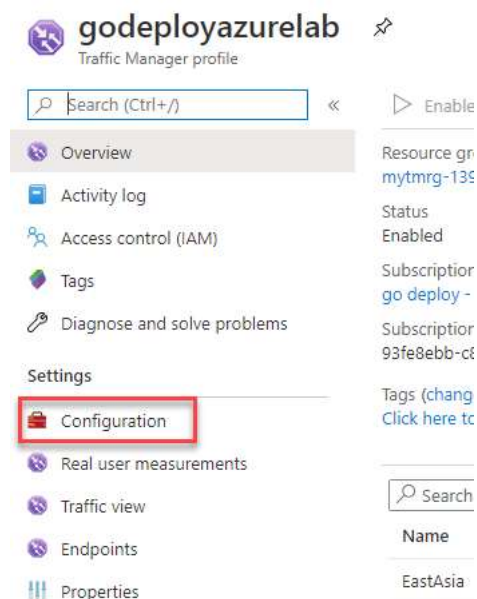 godeployazurelab
Traffic Manager profile
Search (Ctrl+/)
«
Enable
Overview
Activity log
Access control (IAM)
Tags
Diagnose and solve problems
Settings
Configuration
Real user measurements
Traffic view
Endpoints
Properties
Resource gr
mytmrg-139
Status
Enabled
Subscription
go deploy -
Subscription
93fe8ebb-c8
Tags (chang
Click here to
Search
Name
EastAsia